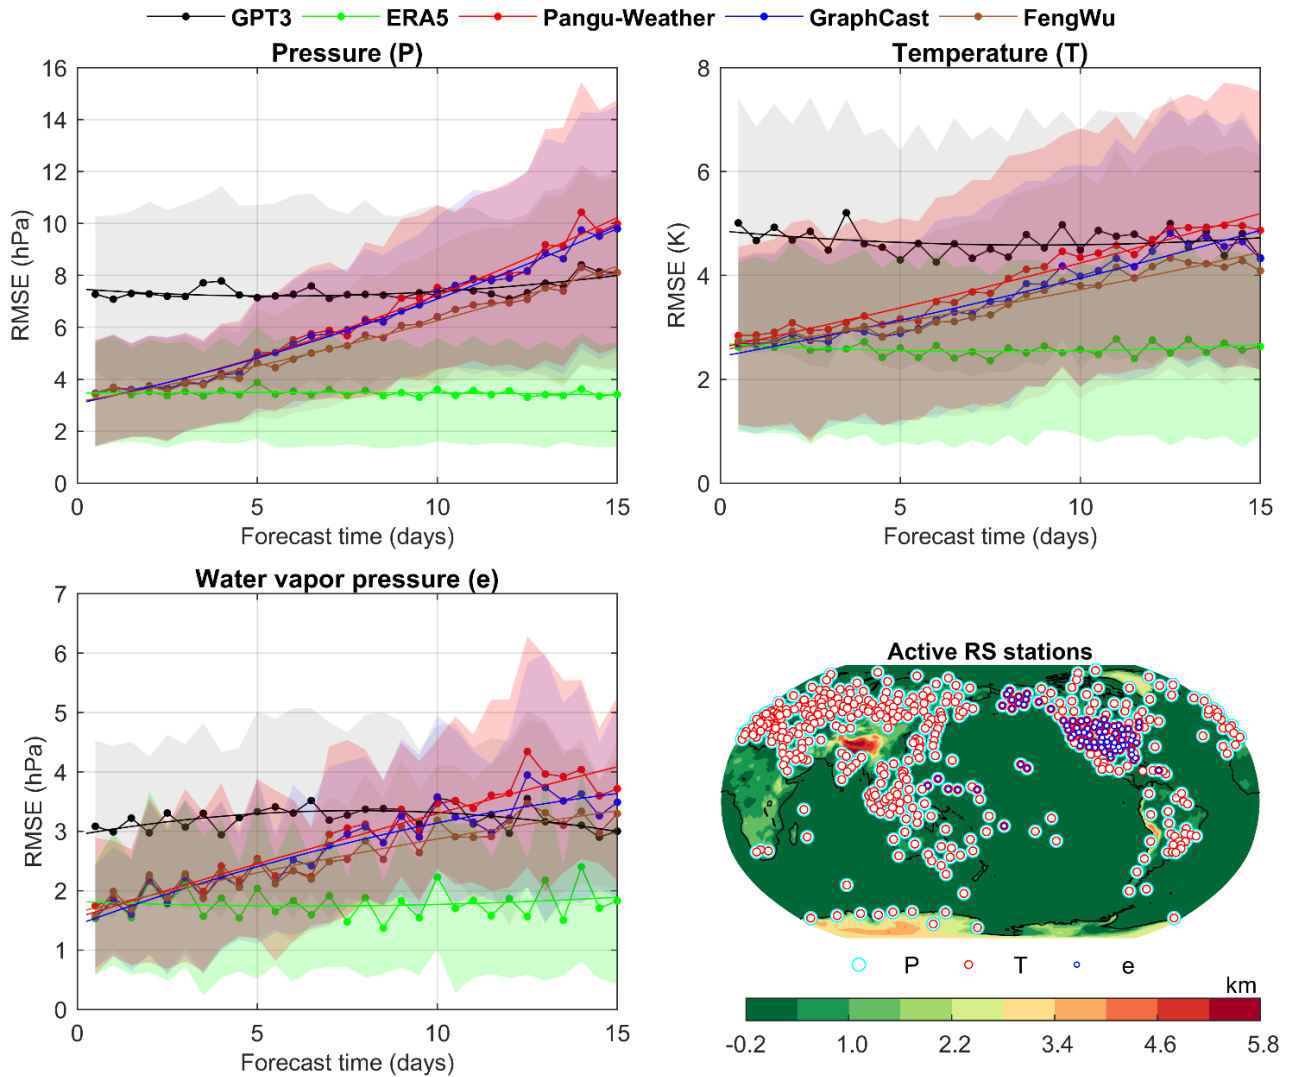 GPT3 ERA5 Pangu-Weather GraphCast FengWu
Pressure (P)
16
14
12
10
8
6
4
2
0
RMSE (hPa)
0 5 10 15
Forecast time (days)
Temperature (T)
8
6
4
2
0
RMSE (K)
0 5 10 15
Forecast time (days)
Water vapor pressure (e)
7
6
5
4
3
2
1
0
RMSE (hPa)
0 5 10 15
Forecast time (days)
Active RS stations
P T e
km
-0.2 1.0 2.2 3.4 4.6 5.8